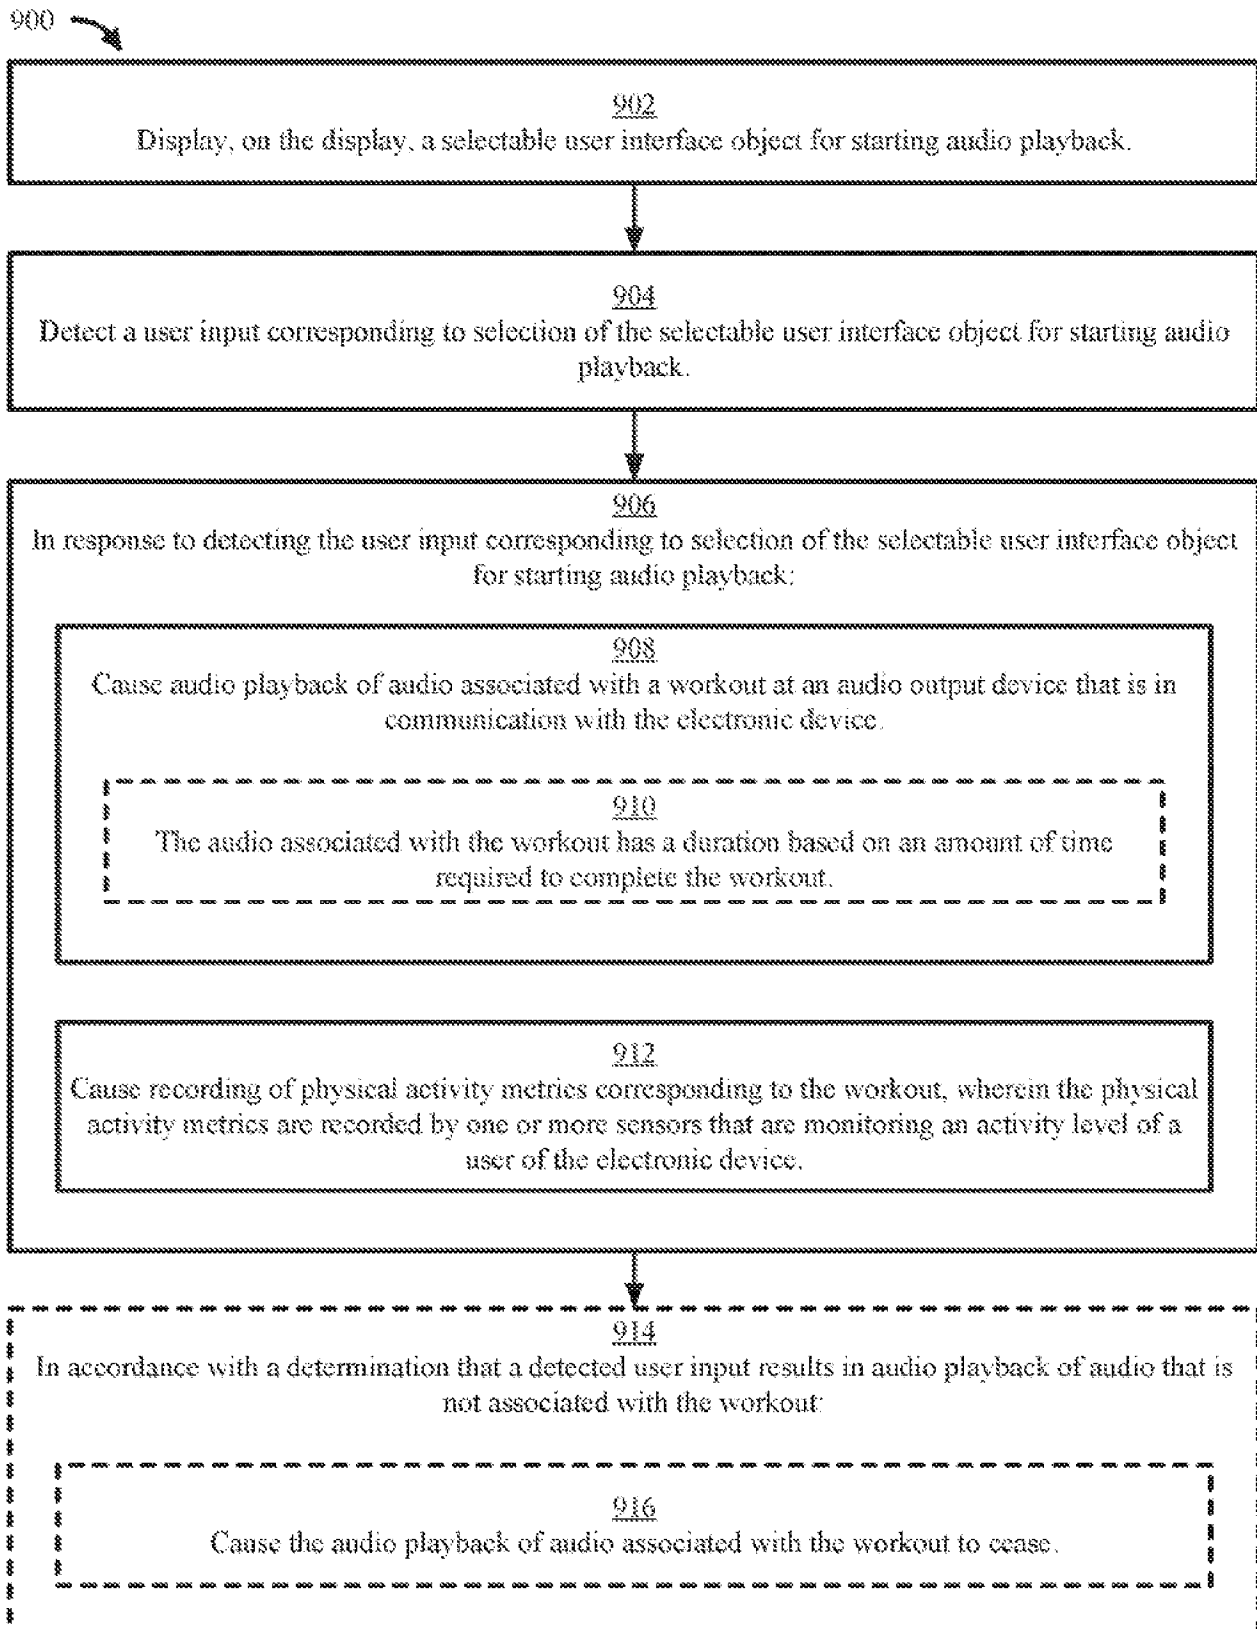 900
902
Display, on the display, a selectable user interface object for starting audio playback.
904
Detect a user input corresponding to selection of the selectable user interface object for starting audio
playback.
906
In response to detecting the user input corresponding to selection of the selectable user interface object
for starting audio playback:
908
Cause audio playback of audio associated with a workout at an audio output device that is in
communication with the electronic device.
910
The audio associated with the workout has a duration based on an amount of time
required to complete the workout.
912
Cause recording of physical activity metrics corresponding to the workout, wherein the physical
activity metrics are recorded by one or more sensors that are monitoring an activity level of a
user of the electronic device.
914
In accordance with a determination that a detected user input results in audio playback of audio that is
not associated with the workout:
916
Cause the audio playback of audio associated with the workout to cease.